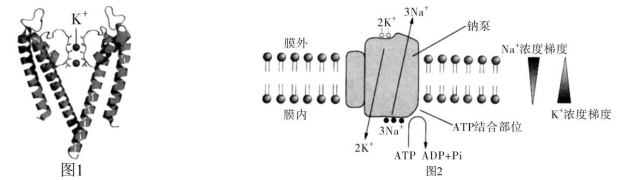 K⁺
图1
膜外
膜内
2K⁺
3Na⁺
钠泵
3Na⁺
2K⁺
ATP结合部位
ATP ADP+Pi
图2
Na⁺浓度梯度
K⁺浓度梯度